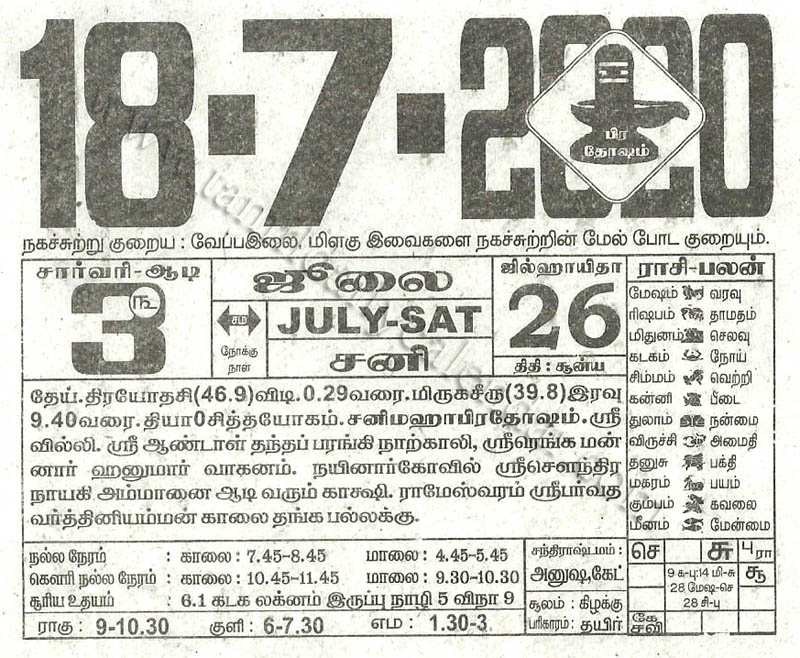 18-7-2020
பிர
தோஷம்
நகச்சுற்று குறைய : வேப்பஇலை, மிளகு இவைகளை நகச்சுற்றின் மேல் போட குறையும்.
சார்வரி-ஆடி
3
ஜூலை
JULY-SAT
சனி
சம
நோக்கு
நாள்
ஜில்ஹாயிதா
26
திதி : சூன்ய
தேய். திரயோதசி(46.9)விடி.0.29வரை. மிருகசீரு(39.8)இரவு
9.40வரை. தியா0சித்தயோகம். சனிமஹாபிரதோஷம். ஸ்ரீ
வில்லி. ஸ்ரீ ஆண்டாள் தந்தப் பரங்கி நாற்காலி, ஸ்ரீரங்க மன்
னார் ஹனுமார் வாகனம். நயினார்கோவில் ஸ்ரீசௌந்திர
நாயகி அம்மானை ஆடி வரும் காக்ஷி. ராமேஸ்வரம் ஸ்ரீபர்வத
வர்த்தினியம்மன் காலை தங்க பல்லக்கு.
ராசி-பலன்
மேஷம் வரவு
ரிஷபம் தாமதம்
மிதுனம் செலவு
கடகம் நோய்
சிம்மம் வெற்றி
கன்னி பீடை
துலாம் நன்மை
விருச்சி அமைதி
தனுசு பக்தி
மகரம் பயம்
கும்பம் கவலை
மீனம் மேன்மை
நல்ல நேரம் : காலை : 7.45-8.45 மாலை : 4.45-5.45
கௌரி நல்ல நேரம் : காலை : 10.45-11.45 மாலை : 9.30-10.30
சூரிய உதயம் : 6.1 கடக லக்னம் இருப்பு நாழி 5 விநா 9
ராகு : 9-10.30 குளி : 6-7.30 எம : 1.30-3
சந்திராஷ்டமம் :
அனுஷ,கேட்
சூலம் : கிழக்கு
பரிகாரம் : தயிர்
செ சு பு ரா
சூ
9 க-பு:14 மி-சு
28 மேஷ-செ
28 சி-பு
கே
சவி